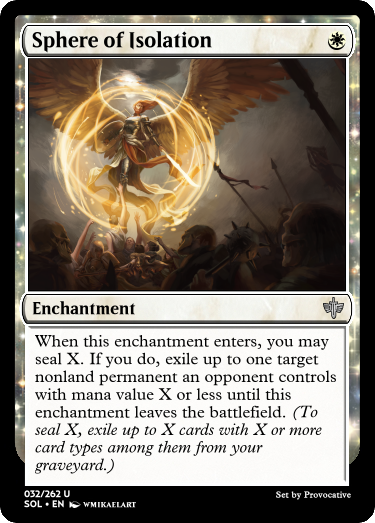 Sphere of Isolation
Enchantment
When this enchantment enters, you may
seal X. If you do, exile up to one target
nonland permanent an opponent controls
with mana value X or less until this
enchantment leaves the battlefield. (To
seal X, exile up to X cards with X or more
card types among them from your
graveyard.)
032/262 U
SOL • EN WMIKAELART
Set by Provocative